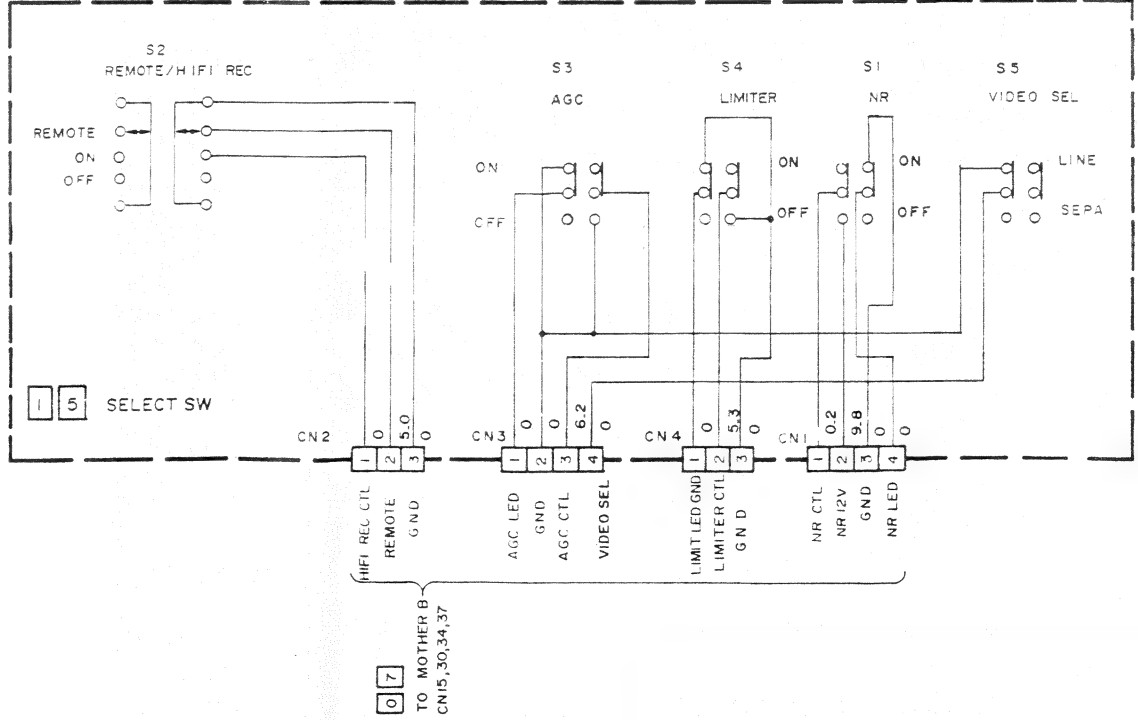 S2
REMOTE/HIFI REC
S3
AGC
S4
LIMITER
S1
NR
S5
VIDEO SEL
REMOTE
ON
OFF
ON
OFF
ON
OFF
ON
OFF
LINE
SEPA
1 5 SELECT SW
CN2
0
5.0
0
CN3
0
0
6.2
0
CN4
0
5.3
0
CN1
0.2
9.8
0
0
1
2
3
1
2
3
4
1
2
3
1
2
3
4
HIFI REC CTL
REMOTE
GND
AGC LED
GND
AGC CTL
VIDEO SEL
LIMIT LED GND
LIMITER CTL
GND
NR CTL
NR 12V
GND
NR LED
0 7
TO MOTHER B
CN15,30,34,37